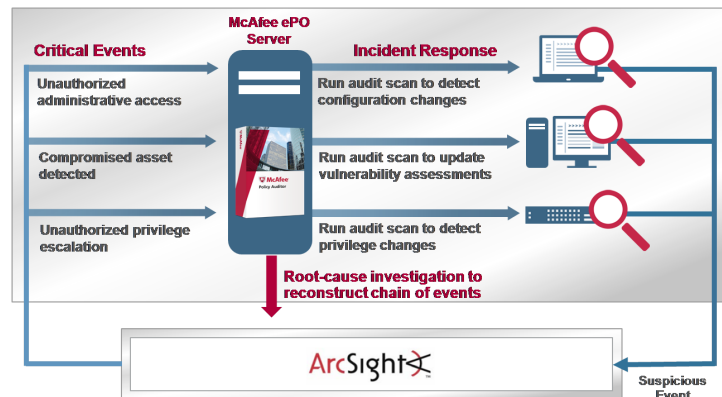 McAfee ePO
Server
Critical Events
Incident Response
Unauthorized
administrative access
Run audit scan to detect
configuration changes
Compromised asset
detected
Run audit scan to update
vulnerability assessments
McAfee
Policy Auditor
Unauthorized privilege
escalation
Run audit scan to detect
privilege changes
Root-cause investigation to
reconstruct chain of events
ArcSight
Suspicious
Event